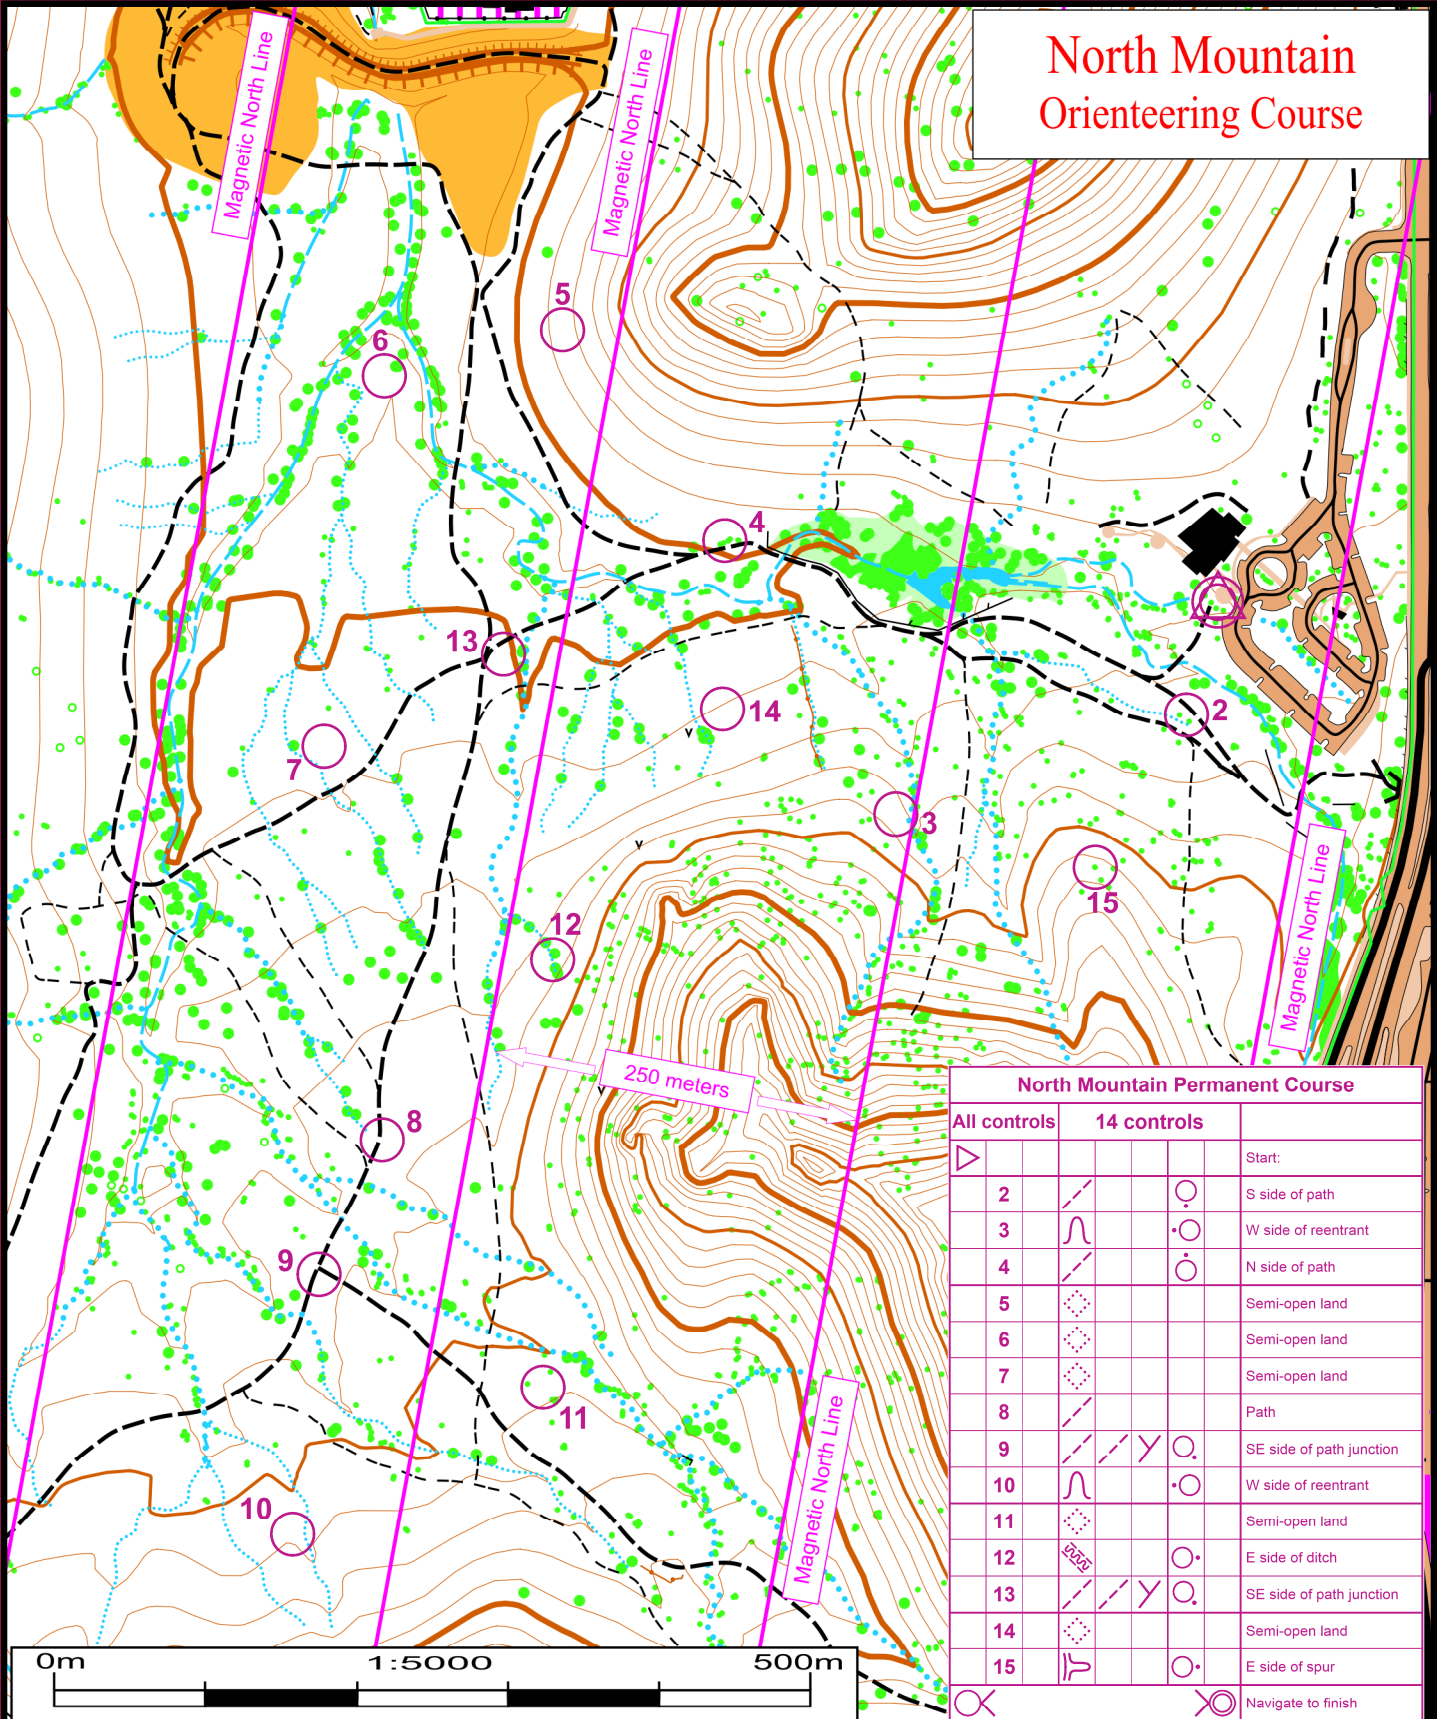 North Mountain
Orienteering Course
Magnetic North Line
Magnetic North Line
5
6
4
13
14
2
7
3
15
12
Magnetic North Line
250 meters
8
9
11
10
Magnetic North Line
North Mountain Permanent Course
All controls 14 controls
Start:
2 S side of path
3 W side of reentrant
4 N side of path
5 Semi-open land
6 Semi-open land
7 Semi-open land
8 Path
9 SE side of path junction
10 W side of reentrant
11 Semi-open land
12 E side of ditch
13 SE side of path junction
14 Semi-open land
15 E side of spur
Navigate to finish
0m 1:5000 500m